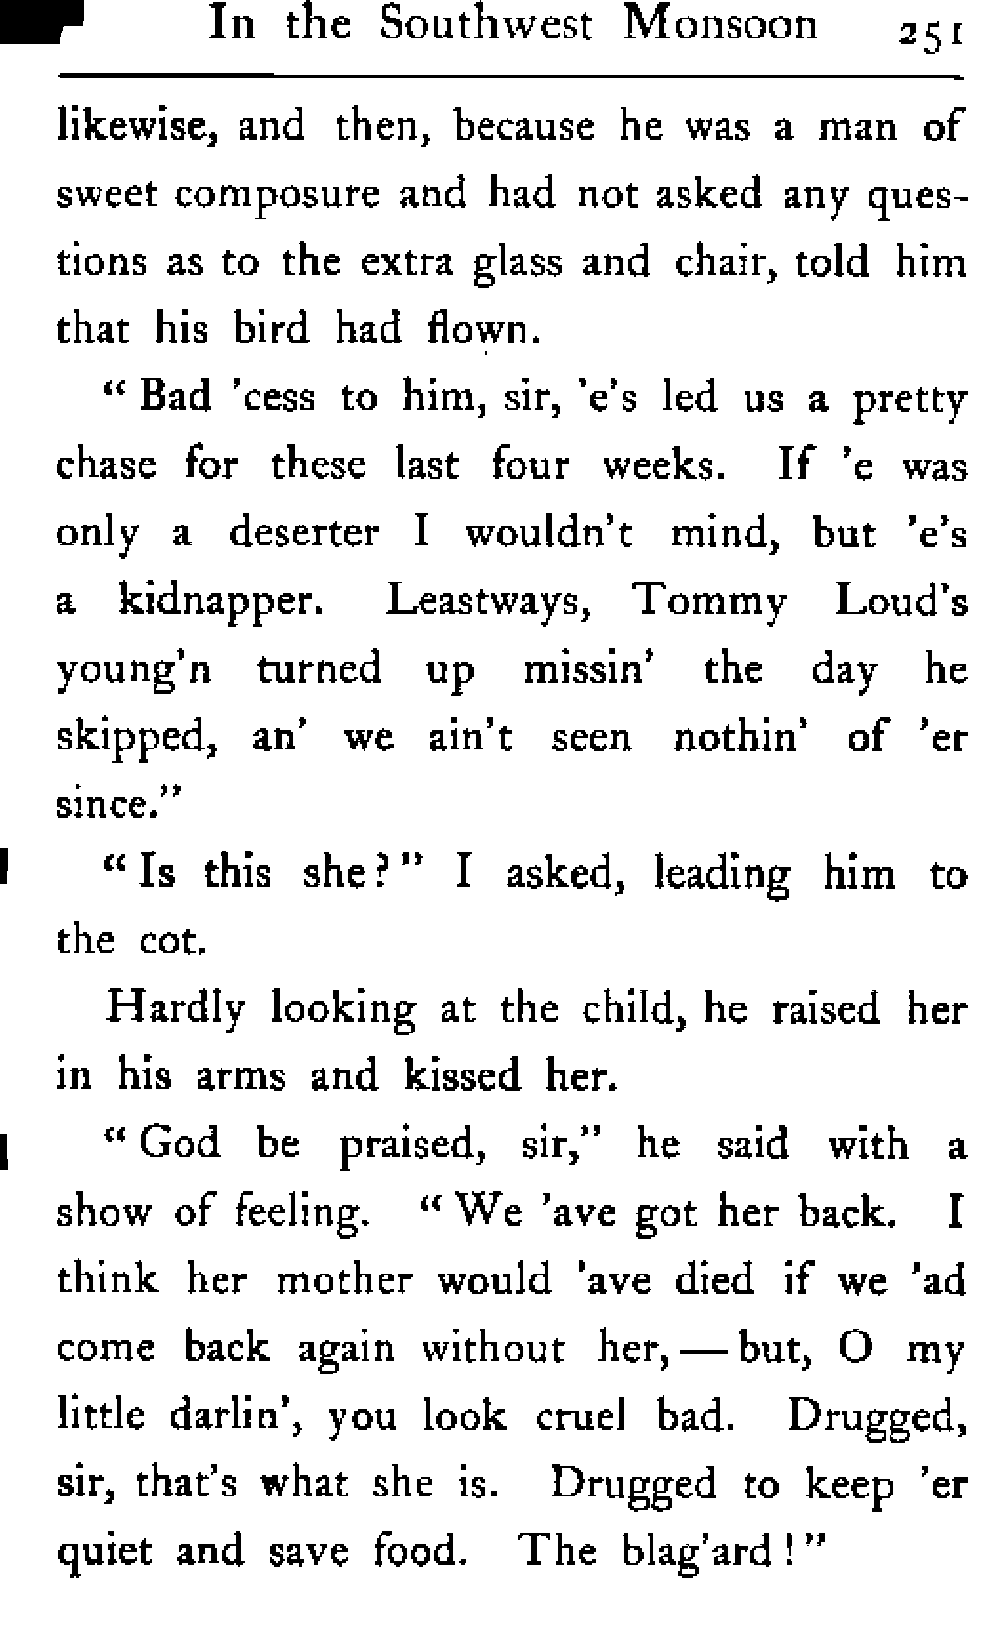 In the Southwest Monsoon 251
likewise, and then, because he was a man of
sweet composure and had not asked any ques-
tions as to the extra glass and chair, told him
that his bird had flown.
“ Bad ’cess to him, sir, ’e’s led us a pretty
chase for these last four weeks. If ’e was
only a deserter I wouldn’t mind, but ’e’s
a kidnapper. Leastways, Tommy Loud’s
young’n turned up missin’ the day he
skipped, an’ we ain’t seen nothin’ of ’er
since.”
“ Is this she? ” I asked, leading him to
the cot.
Hardly looking at the child, he raised her
in his arms and kissed her.
“ God be praised, sir,” he said with a
show of feeling. “ We ’ave got her back. I
think her mother would ’ave died if we ’ad
come back again without her, — but, O my
little darlin’, you look cruel bad. Drugged,
sir, that’s what she is. Drugged to keep ’er
quiet and save food. The blag’ard ! ”